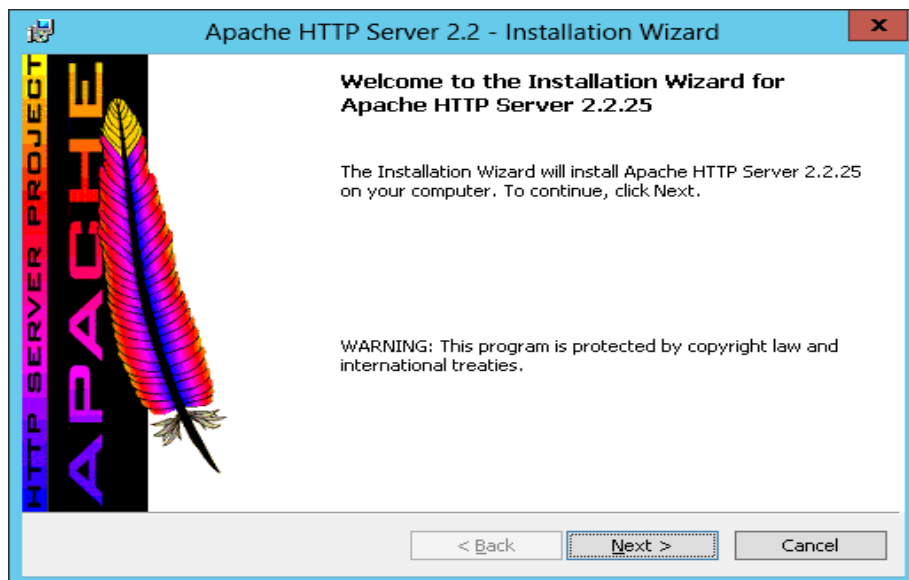 Apache HTTP Server 2.2 - Installation Wizard
x
HTTP SERVER PROJECT
APACHE
Welcome to the Installation Wizard for
Apache HTTP Server 2.2.25
The Installation Wizard will install Apache HTTP Server 2.2.25
on your computer. To continue, click Next.
WARNING: This program is protected by copyright law and
international treaties.
< Back
Next >
Cancel